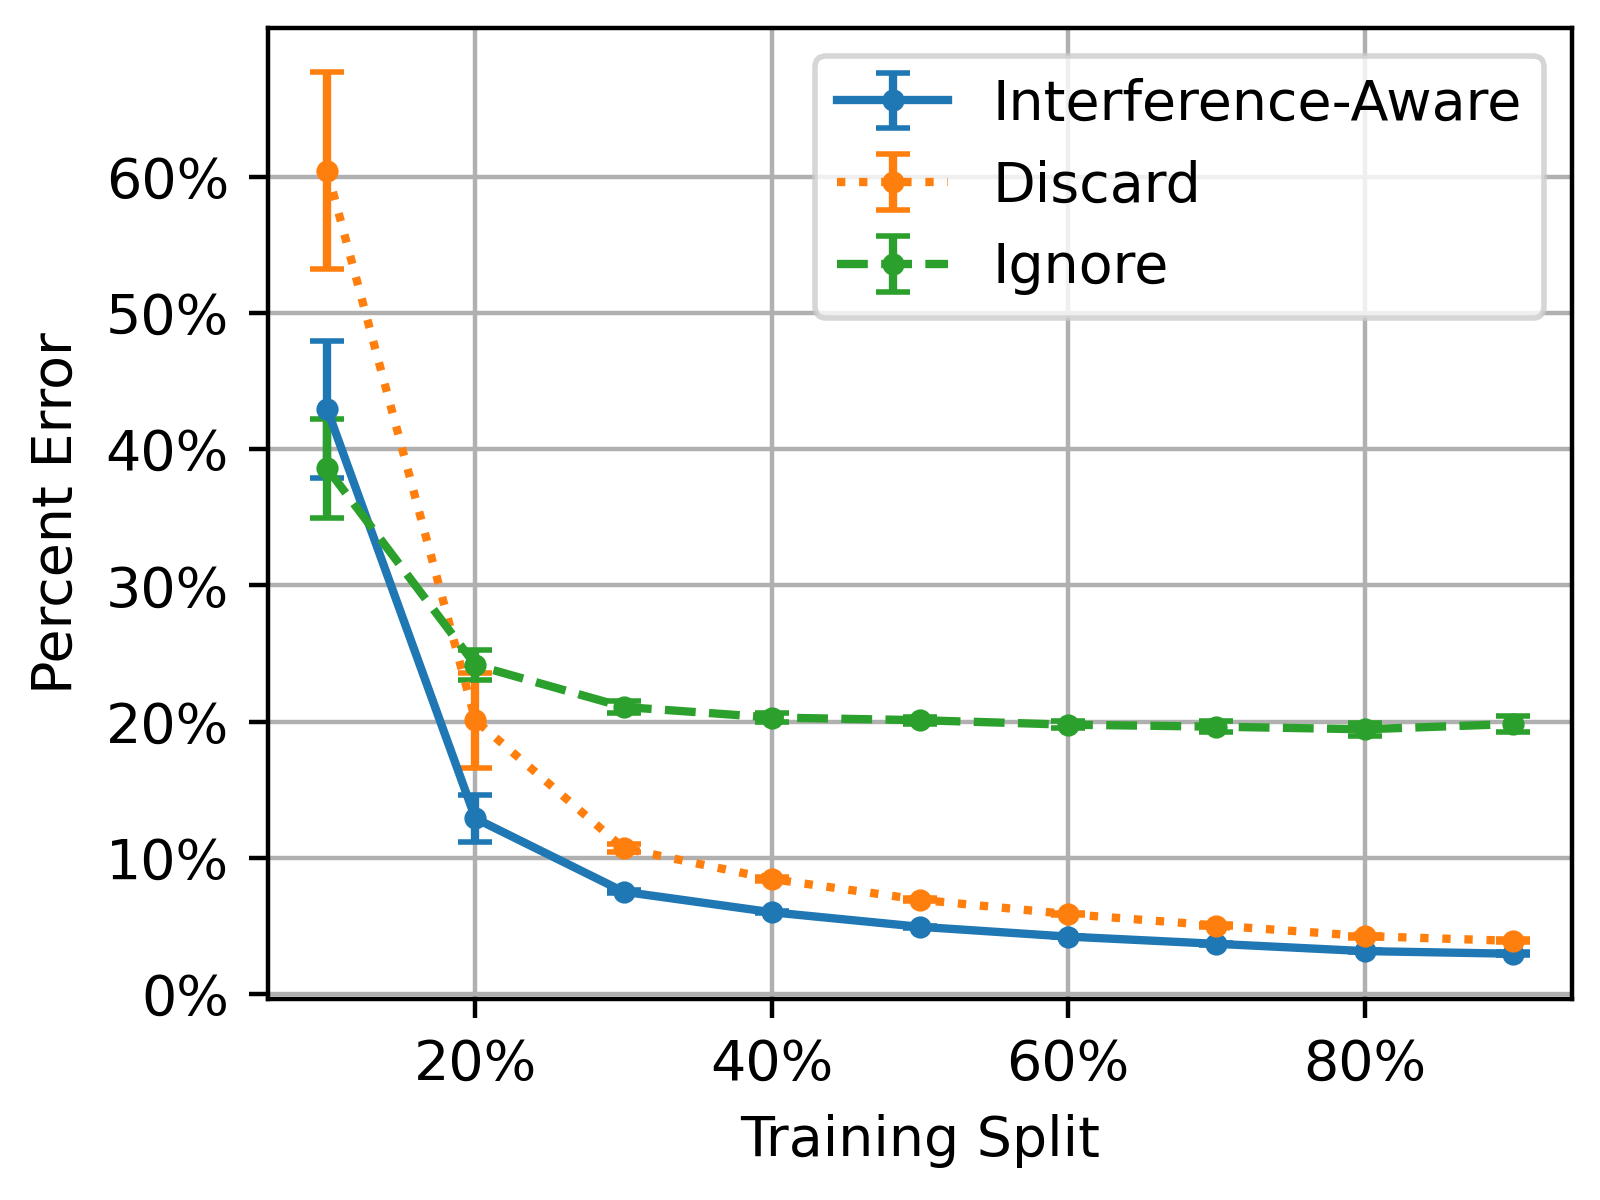 Interference-Aware
Discard
Ignore
Percent Error
60%
50%
40%
30%
20%
10%
0%
20%
40%
60%
80%
Training Split